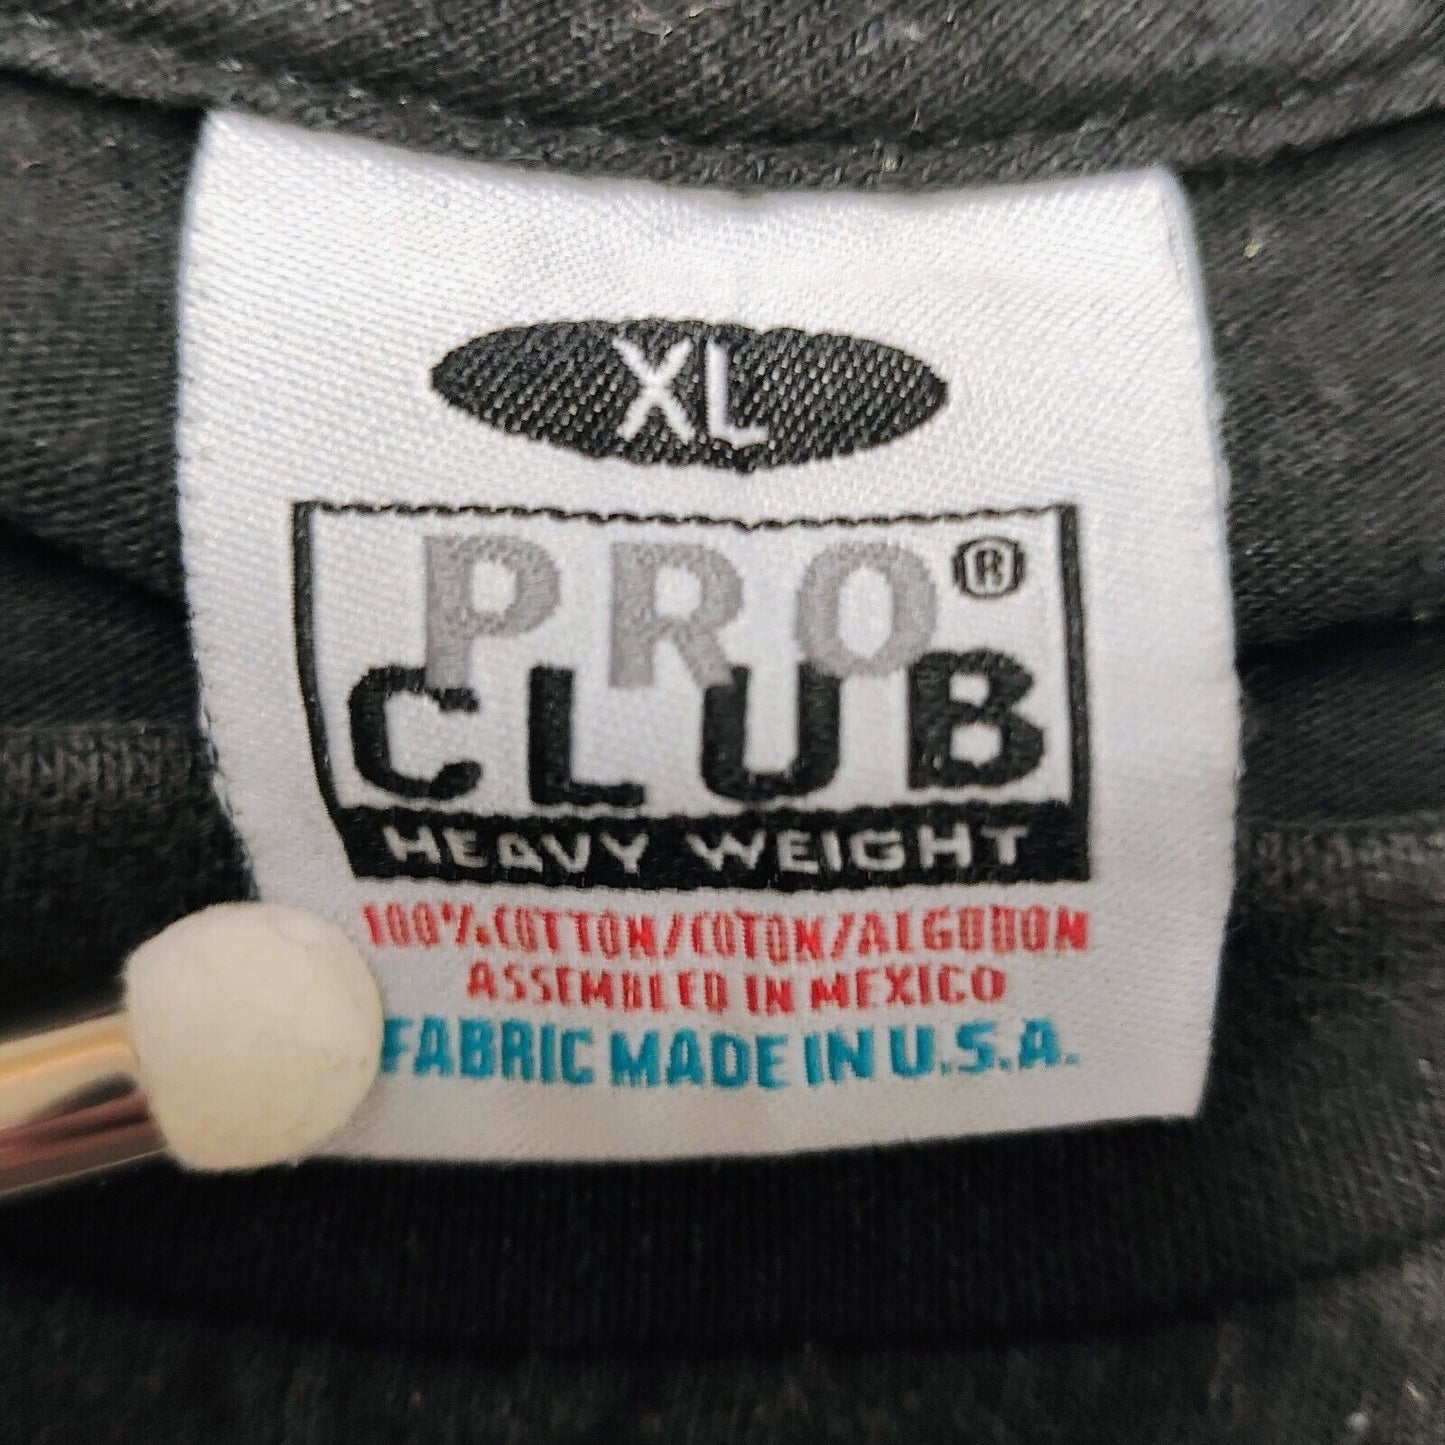 XL
PRO ®
CLUB
HEAVY WEIGHT
100% COTTON/COTON/ALGODON
ASSEMBLED IN MEXICO
FABRIC MADE IN U.S.A.